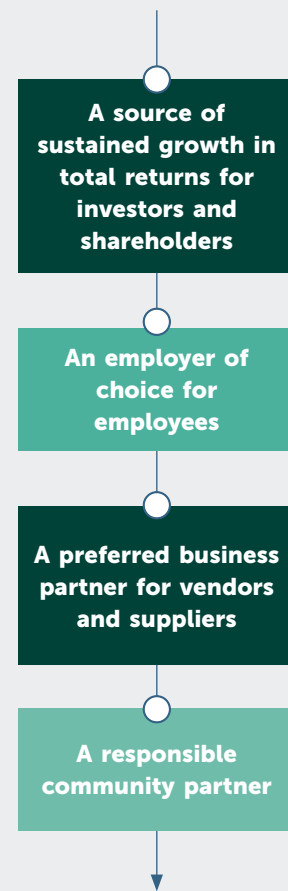 A source of
sustained growth in
total returns for
investors and
shareholders
An employer of
choice for
employees
A preferred business
partner for vendors
and suppliers
A responsible
community partner